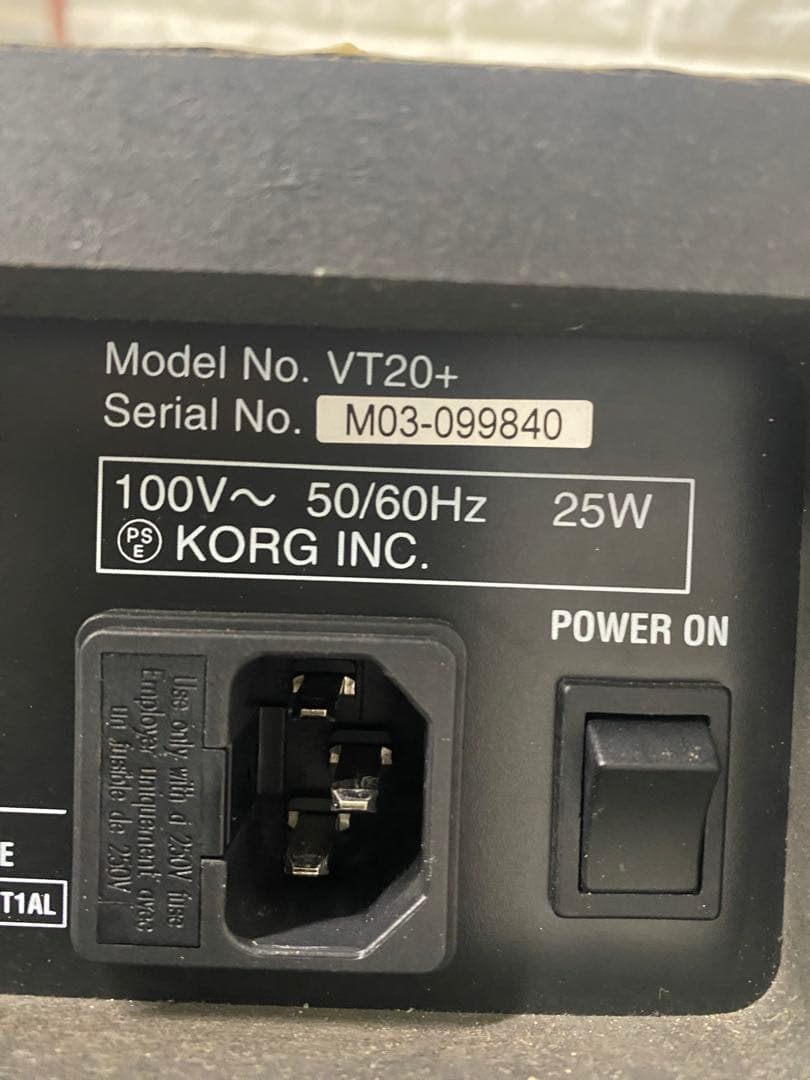 Model No. VT20+
Serial No. M03-099840
100V～ 50/60Hz 25W
PS
E
KORG INC.
POWER ON
Use only with a 250V fuse
Employer uniquement avec
un fusible de 250V
E
T1AL